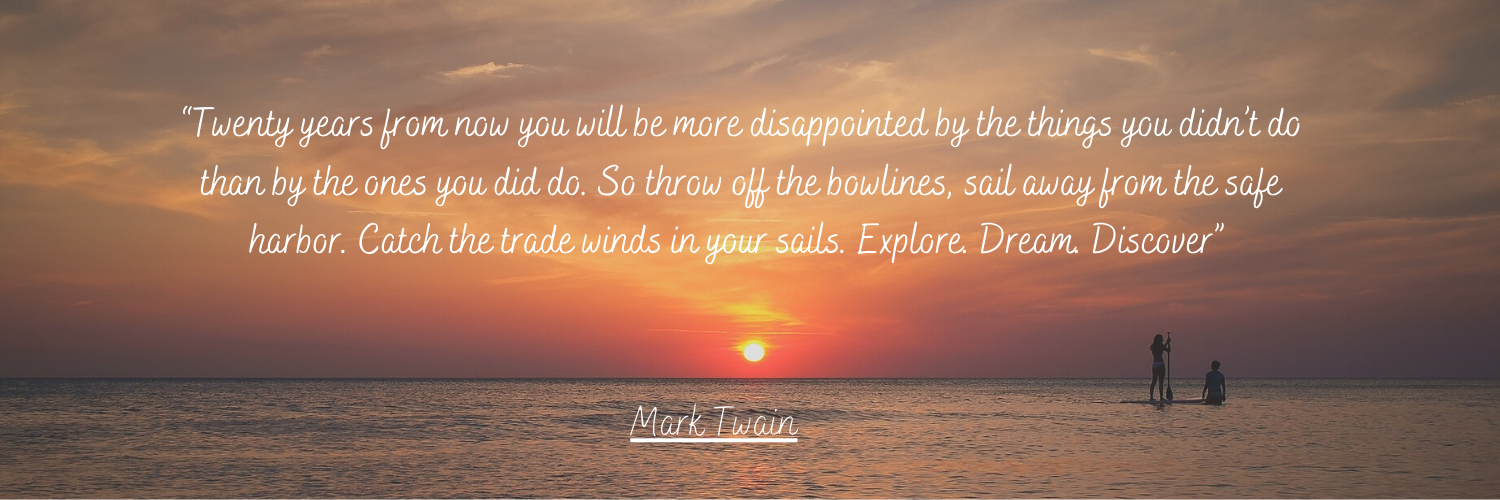 “Twenty years from now you will be more disappointed by the things you didn’t do
than by the ones you did do. So throw off the bowlines, sail away from the safe
harbor. Catch the trade winds in your sails. Explore. Dream. Discover”
Mark Twain